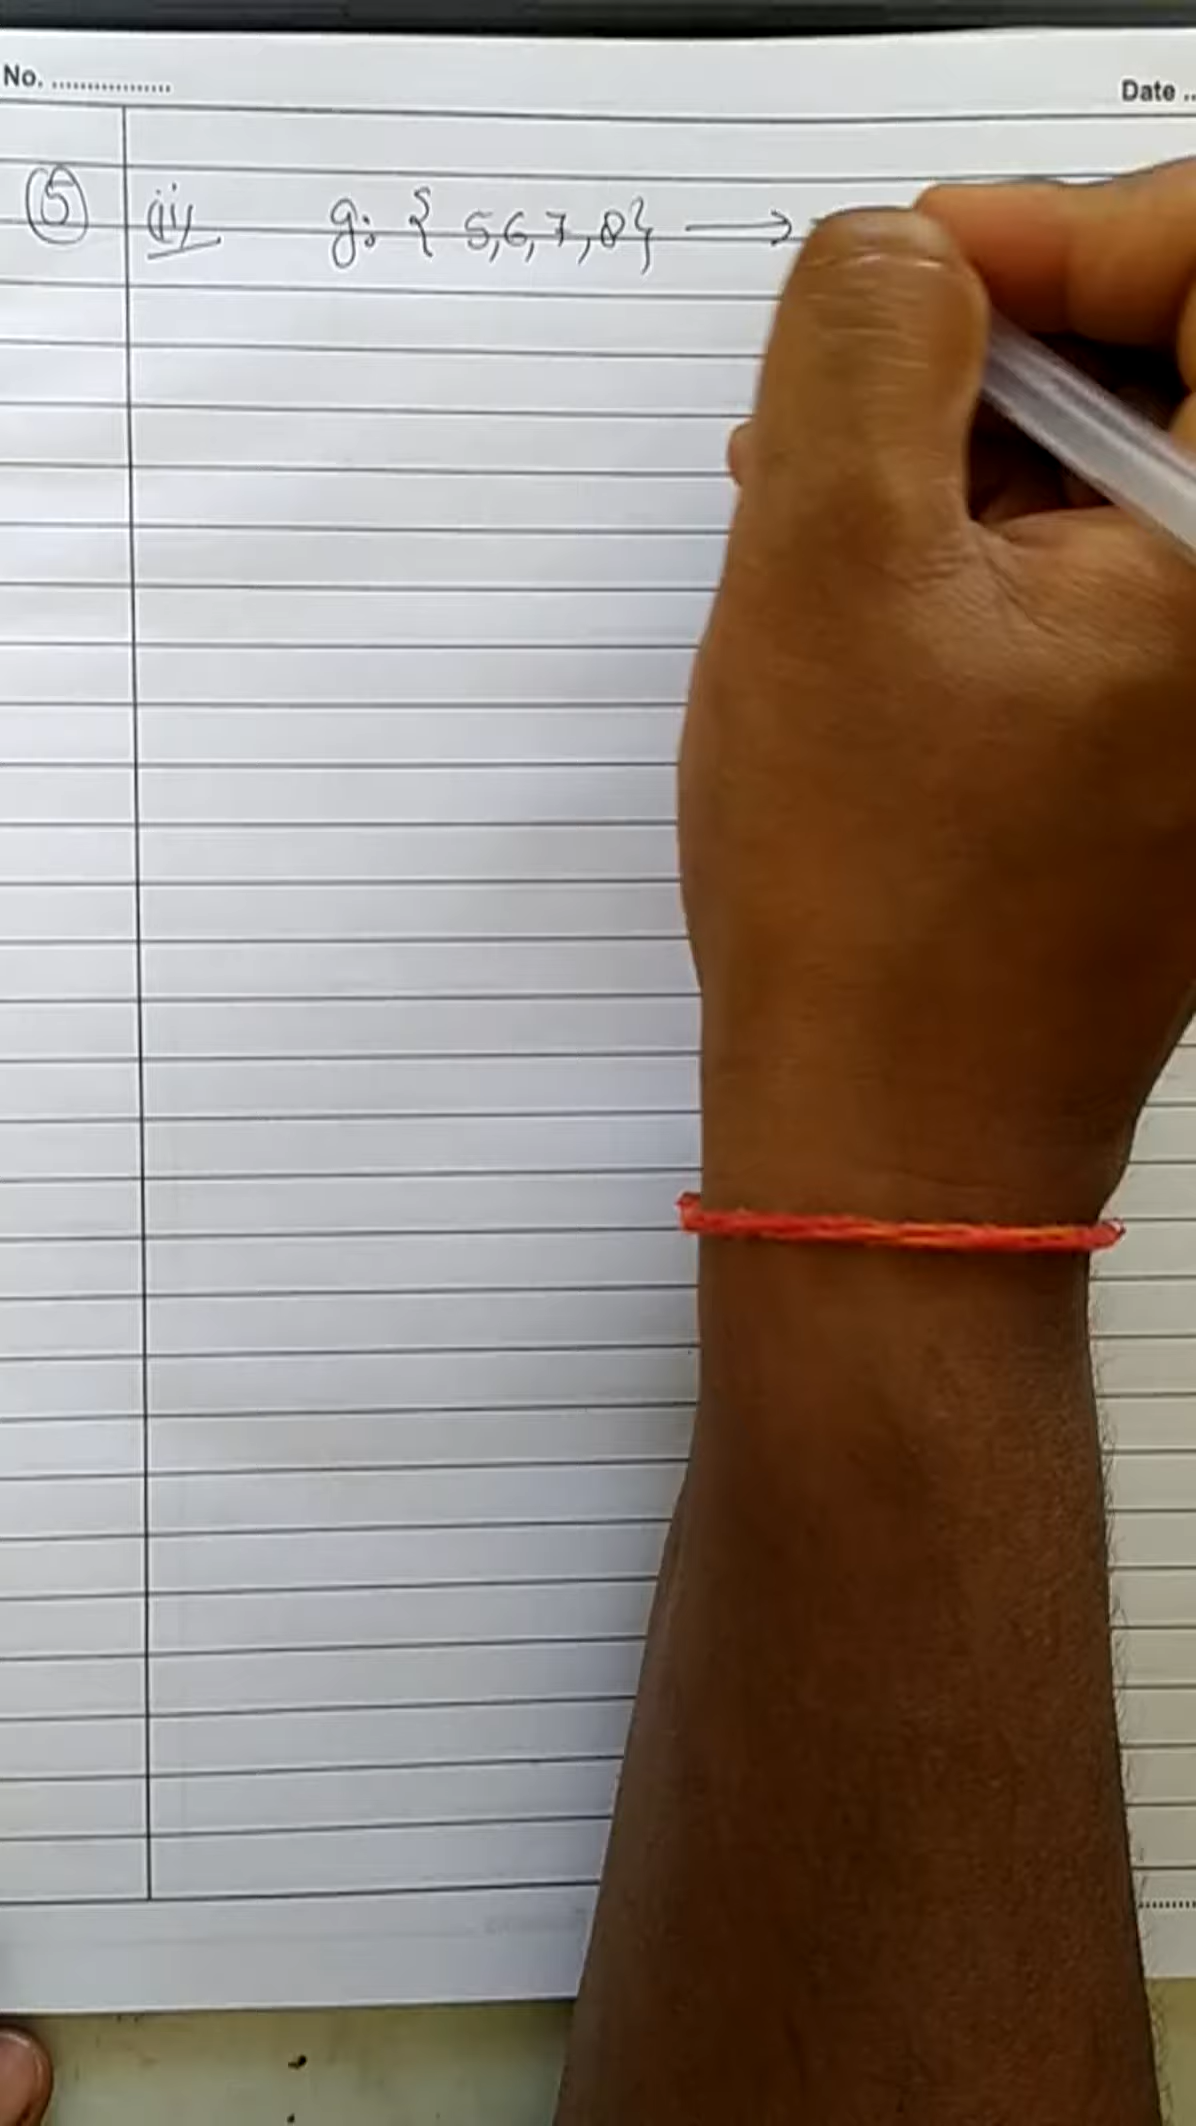 No. ................. Date ..
5 ii) g: { 5,6,7,8} →